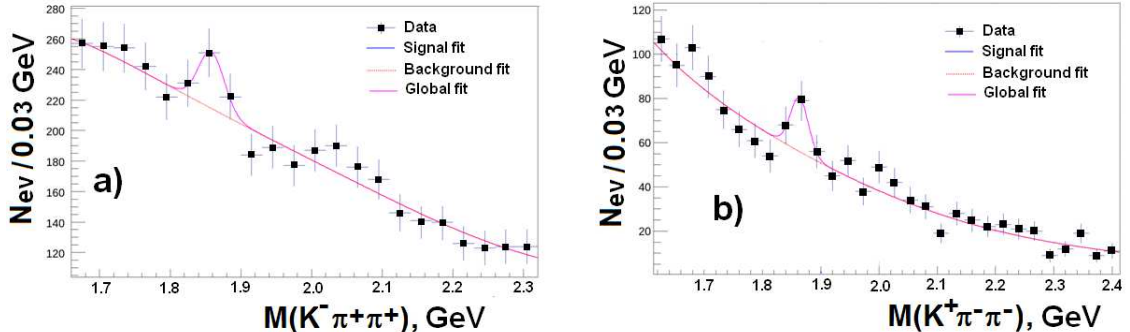 280
260
240
220
200
180
160
140
120
Nev / 0.03 GeV
Data
Signal fit
Background fit
Global fit
a)
1.7 1.8 1.9 2.0 2.1 2.2 2.3
M(K⁻π+π+), GeV
120
100
80
60
40
20
Nev / 0.03 GeV
Data
Signal fit
Background fit
Global fit
b)
1.7 1.8 1.9 2.0 2.1 2.2 2.3 2.4
M(K⁺π-π-), GeV